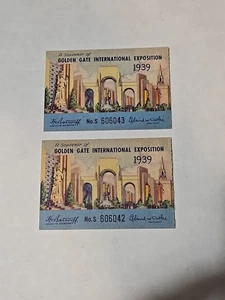 A Souvenir of
GOLDEN GATE INTERNATIONAL EXPOSITION
1939
No. S 606043
A Souvenir of
GOLDEN GATE INTERNATIONAL EXPOSITION
1939
No. S 606042